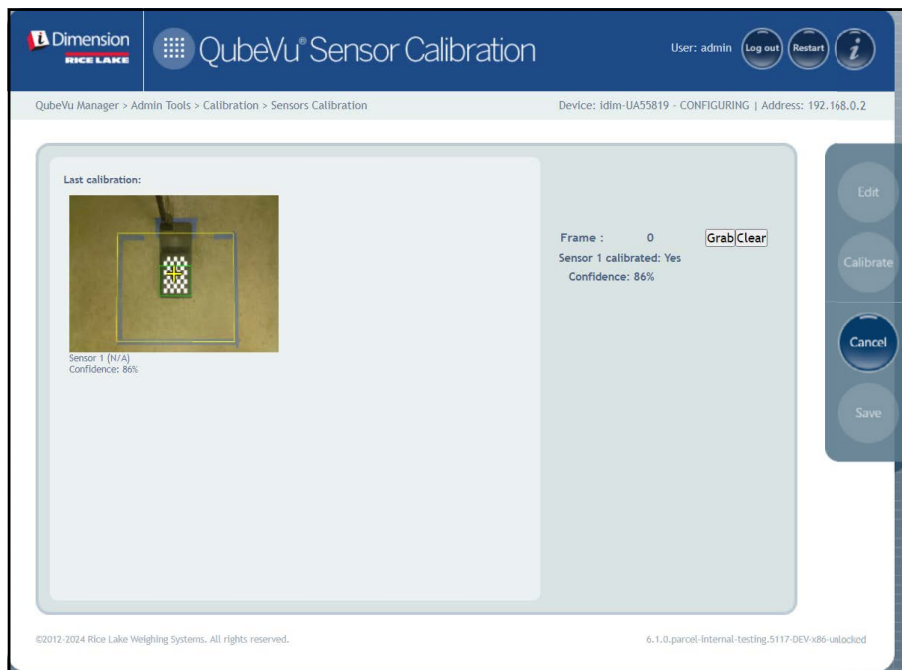 iDimension
RICE LAKE
QubeVu® Sensor Calibration
User: admin
Log out
Restart
i
QubeVu Manager > Admin Tools > Calibration > Sensors Calibration
Device: idim-UA55819 - CONFIGURING | Address: 192.168.0.2
Last calibration:
Sensor 1 (N/A)
Confidence: 86%
Frame : 0 Grab Clear
Sensor 1 calibrated: Yes
Confidence: 86%
Edit
Calibrate
Cancel
Save
©2012-2024 Rice Lake Weighing Systems. All rights reserved.
6.1.0.parcel-internal-testing.5117-DEV-x86-unlocked